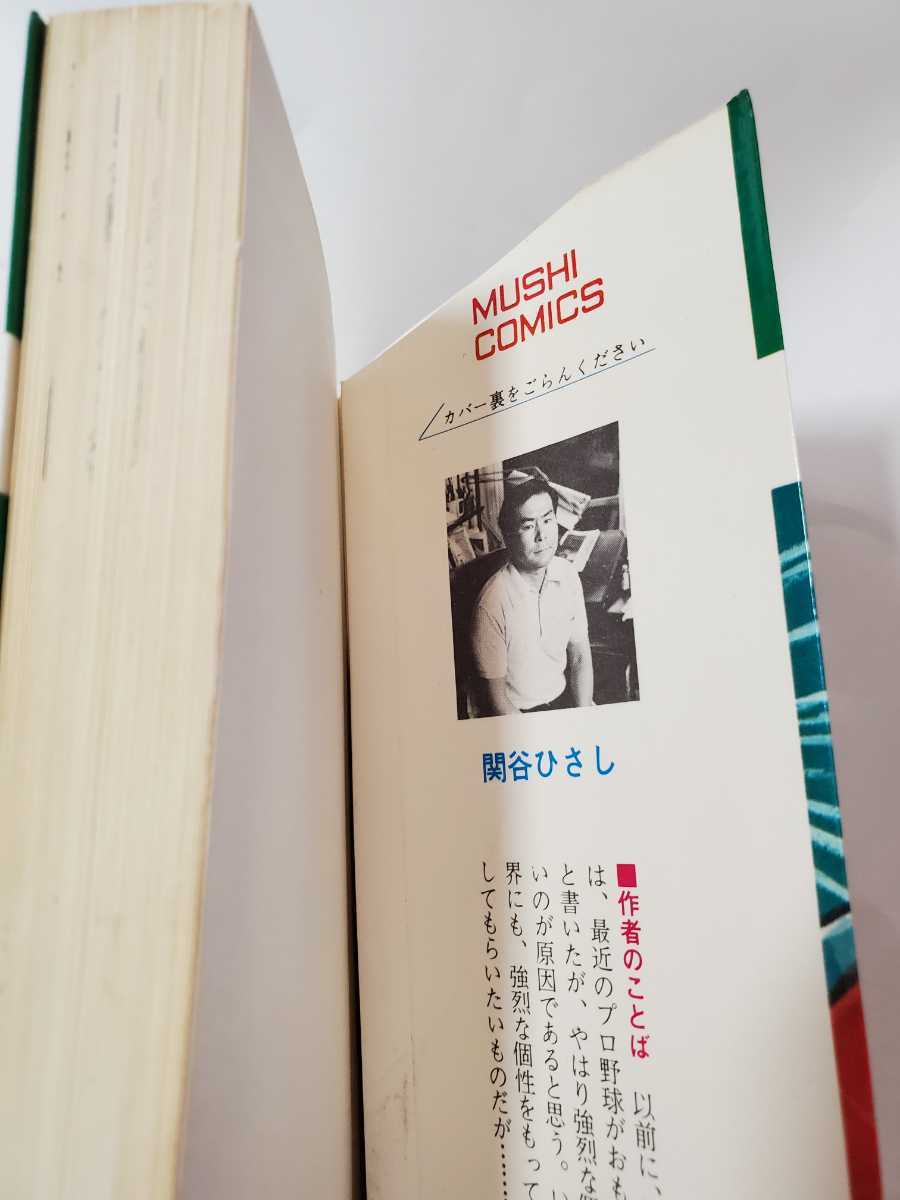 MUSHI
COMICS
カバー裏をごらんください
関谷ひさし
■作者のことば　以前に、
は、最近のプロ野球がおも
と書いたが、やはり強烈な
いのが原因であると思う。い
界にも、強烈な個性をもって
してもらいたいものだが……